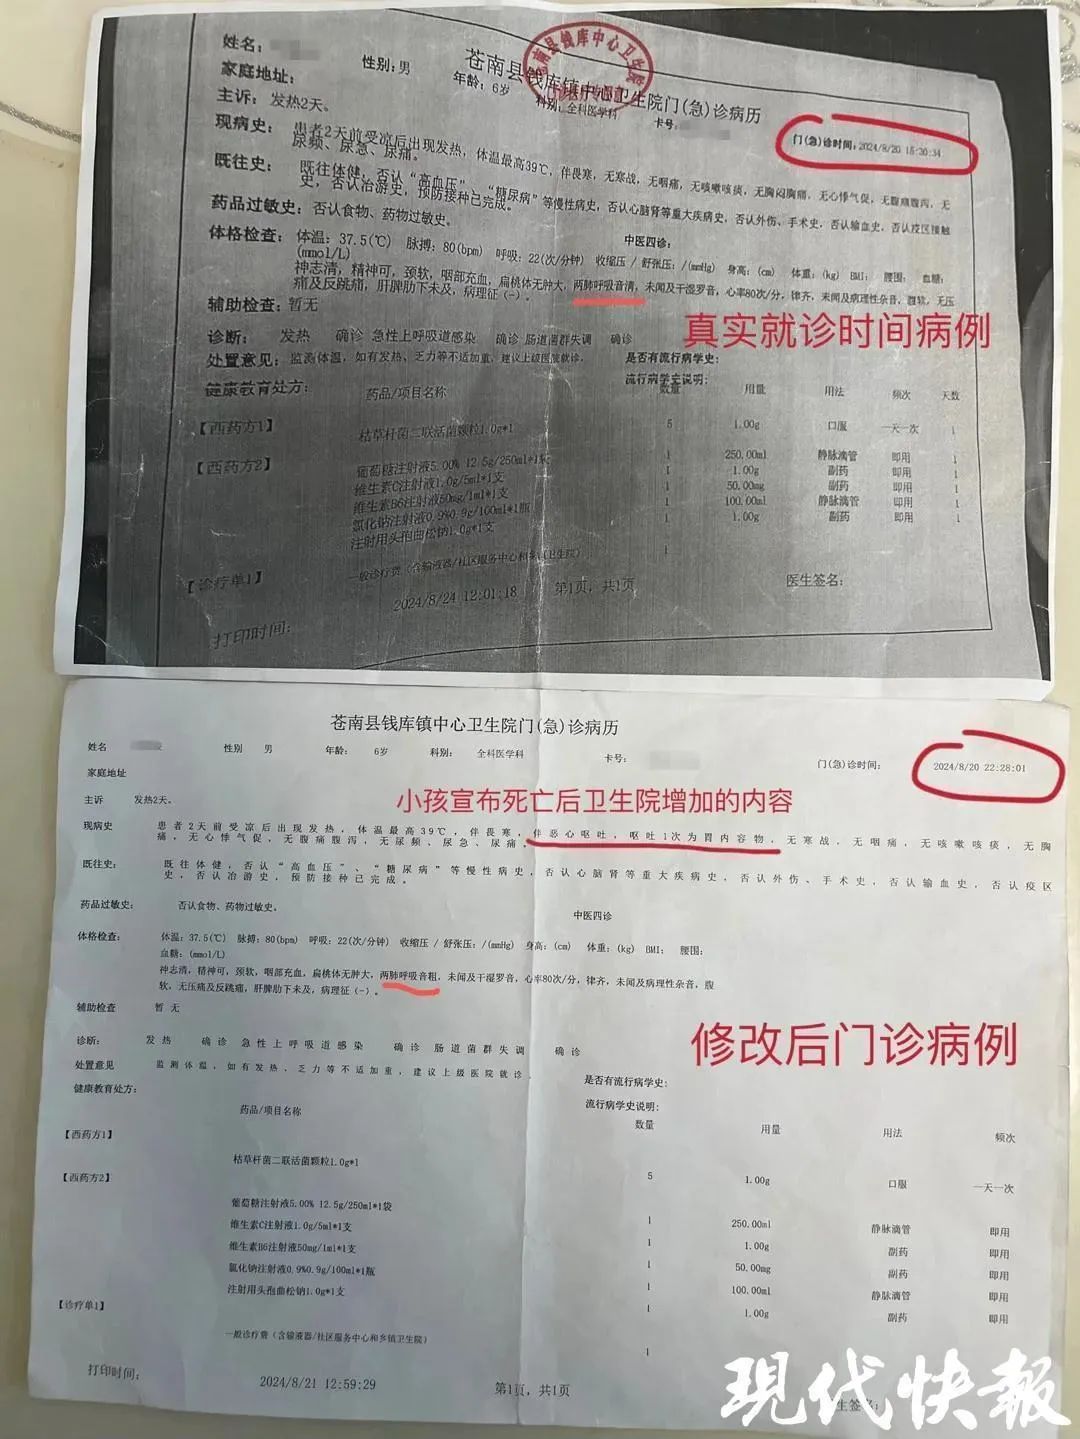 苍南县钱库镇中心卫生院门(急)诊病历
姓名:
性别: 男
年龄: 6岁
科别: 全科医学科
卡号:
门(急)诊时间: 2024/8/20 15:20:34
家庭地址:
主诉: 发热2天。
现病史: 患者2天前受凉后出现发热，体温最高39℃，伴畏寒，无寒战，无咽痛，无咳嗽咳痰，无胸闷胸痛，无心悸气促，无腹痛腹泻，无
尿频、尿急、尿痛。
既往史: 既往体健，否认“高血压”、“糖尿病”等慢性病史，否认心脑肾等重大疾病史，否认外伤、手术史，否认输血史，否认疫区接触
史，否认冶游史，预防接种已完成。
药品过敏史: 否认食物、药物过敏史。
中医四诊:
体格检查: 体温: 37.5(℃) 脉搏: 80(bpm) 呼吸: 22(次/分钟) 收缩压 / 舒张压: /(mmHg) 身高: (cm) 体重: (kg) BMI: 腰围: 血糖:
(mmol/L)
神志清，精神可，颈软，咽部充血，扁桃体无肿大，两肺呼吸音清，未闻及干湿罗音，心率80次/分，律齐，未闻及病理性杂音，腹软，无压
痛及反跳痛，肝脾肋下未及，病理征（-）。
辅助检查: 暂无
真实就诊时间病例
诊断: 发热 确诊 急性上呼吸道感染 确诊 肠道菌群失调 确诊
处置意见: 监测体温，如有发热、乏力等不适加重，建议上级医院就诊。
是否有流行病学史:
健康教育处方:
流行病学史说明:
药品/项目名称 数量 用量 用法 频次 天数
【西药方1】
枯草杆菌二联活菌颗粒1.0g*1 5 1.00g 口服 一天一次 1
【西药方2】
葡萄糖注射液5.00% 12.5g/250ml*1袋 1 250.00ml 静脉滴管 即用 1
维生素C注射液1.0g/5ml*1支 1 1.00g 副药 即用 1
维生素B6注射液50mg/1ml*1支 1 50.00mg 副药 即用 1
氯化钠注射液0.9%0.9g/100ml*1瓶 1 100.00ml 静脉滴管 即用 1
注射用头孢曲松钠1.0g*1支 1 1.00g 副药 即用 1
【诊疗单1】
一般诊疗费（含输液器/社区服务中心和乡镇卫生院） 1
打印时间: 2024/8/24 12:01:18 第1页，共1页 医生签名:
苍南县钱库镇中心卫生院门(急)诊病历
姓名
性别 男
年龄: 6岁
科别: 全科医学科
卡号:
门(急)诊时间: 2024/8/20 22:28:01
家庭地址
主诉 发热2天。
小孩宣布死亡后卫生院增加的内容
现病史 患者2天前受凉后出现发热，体温最高39℃，伴畏寒，伴恶心呕吐，呕吐1次为胃内容物，无寒战，无咽痛，无咳嗽咳痰，无胸
痛，无心悸气促，无腹痛腹泻，无尿频、尿急、尿痛。
既往史: 既往体健，否认“高血压”、“糖尿病”等慢性病史，否认心脑肾等重大疾病史，否认外伤、手术史，否认输血史，否认疫区
史，否认冶游史，预防接种已完成。
药品过敏史: 否认食物、药物过敏史。
中医四诊
体格检查: 体温: 37.5(℃) 脉搏: 80(bpm) 呼吸: 22(次/分钟) 收缩压 / 舒张压: /(mmHg) 身高: (cm) 体重: (kg) BMI: 腰围:
血糖: (mmol/L)
神志清，精神可，颈软，咽部充血，扁桃体无肿大，两肺呼吸音粗，未闻及干湿罗音，心率80次/分，律齐，未闻及病理性杂音，腹
软，无压痛及反跳痛，肝脾肋下未及，病理征（-）。
辅助检查 暂无
修改后门诊病例
诊断: 发热 确诊 急性上呼吸道感染 确诊 肠道菌群失调 确诊
处置意见 监测体温，如有发热、乏力等不适加重，建议上级医院就诊。
是否有流行病学史:
健康教育处方:
流行病学史说明:
药品/项目名称 数量 用量 用法 频次
【西药方1】
枯草杆菌二联活菌颗粒1.0g*1 5 1.00g 口服 一天一次
【西药方2】
葡萄糖注射液5.00% 12.5g/250ml*1袋 1 250.00ml 静脉滴管 即用
维生素C注射液1.0g/5ml*1支 1 1.00g 副药 即用
维生素B6注射液50mg/1ml*1支 1 50.00mg 副药 即用
氯化钠注射液0.9%0.9g/100ml*1瓶 1 100.00ml 静脉滴管 即用
注射用头孢曲松钠1.0g*1支 1 1.00g 副药 即用
【诊疗单1】
一般诊疗费（含输液器/社区服务中心和乡镇卫生院） 1
打印时间: 2024/8/21 12:59:29 第1页，共1页
生签名:
现代快報